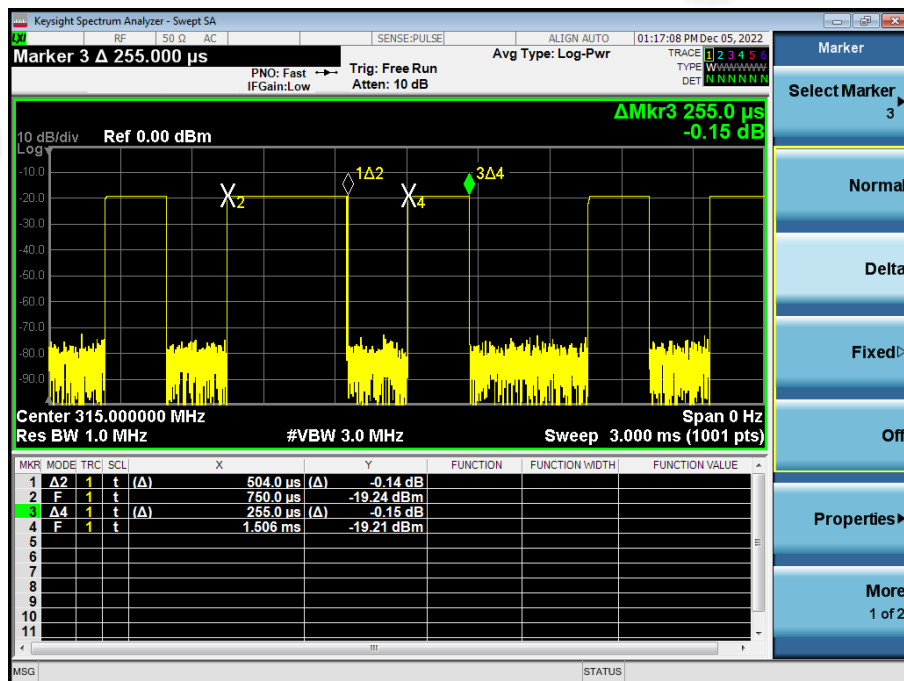 Keysight Spectrum Analyzer - Swept SA
LXI RF 50 Ω AC SENSE:PULSE ALIGN AUTO 01:17:08 PM Dec 05, 2022
Marker 3 Δ 255.000 µs
PNO: Fast
IFGain:Low
Trig: Free Run
Atten: 10 dB
Avg Type: Log-Pwr
TRACE 1 2 3 4 5 6
TYPE WWWWWW
DET N N N N N N
ΔMkr3 255.0 µs
-0.15 dB
10 dB/div Ref 0.00 dBm
Log
-10.0
-20.0
-30.0
-40.0
-50.0
-60.0
-70.0
-80.0
-90.0
1Δ2
3Δ4
2
4
Center 315.000000 MHz Span 0 Hz
Res BW 1.0 MHz #VBW 3.0 MHz Sweep 3.000 ms (1001 pts)
MKR MODE TRC SCL X Y FUNCTION FUNCTION WIDTH FUNCTION VALUE
1 Δ2 1 t (Δ) 504.0 µs (Δ) -0.14 dB
2 F 1 t 750.0 µs -19.24 dBm
3 Δ4 1 t (Δ) 255.0 µs (Δ) -0.15 dB
4 F 1 t 1.506 ms -19.21 dBm
5
6
7
8
9
10
11
MSG STATUS
Marker
Select Marker
3
Normal
Delta
Fixed
Off
Properties
More
1 of 2